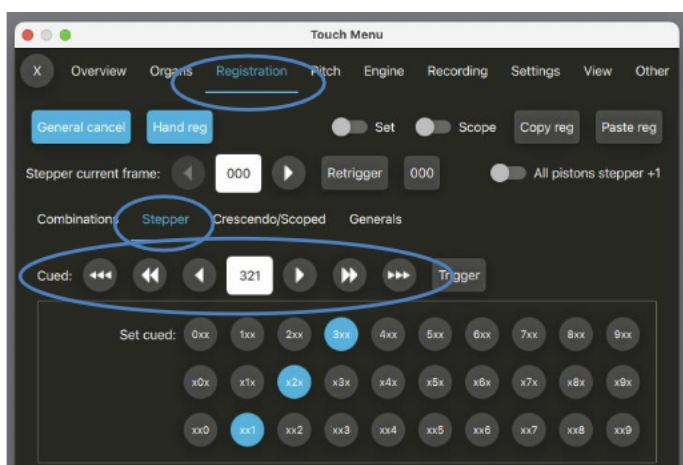 Touch Menu
X Overview Organs Registration Pitch Engine Recording Settings View Other
General cancel Hand reg Set Scope Copy reg Paste reg
Stepper current frame: 000 Retrigger 000 All pistons stepper +1
Combinations Stepper Crescendo/Scoped Generals
Cued: 321 Trigger
Set cued: 0xx 1xx 2xx 3xx 4xx 5xx 6xx 7xx 8xx 9xx
x0x x1x x2x x3x x4x x5x x6x x7x x8x x9x
xx0 xx1 xx2 xx3 xx4 xx5 xx6 xx7 xx8 xx9